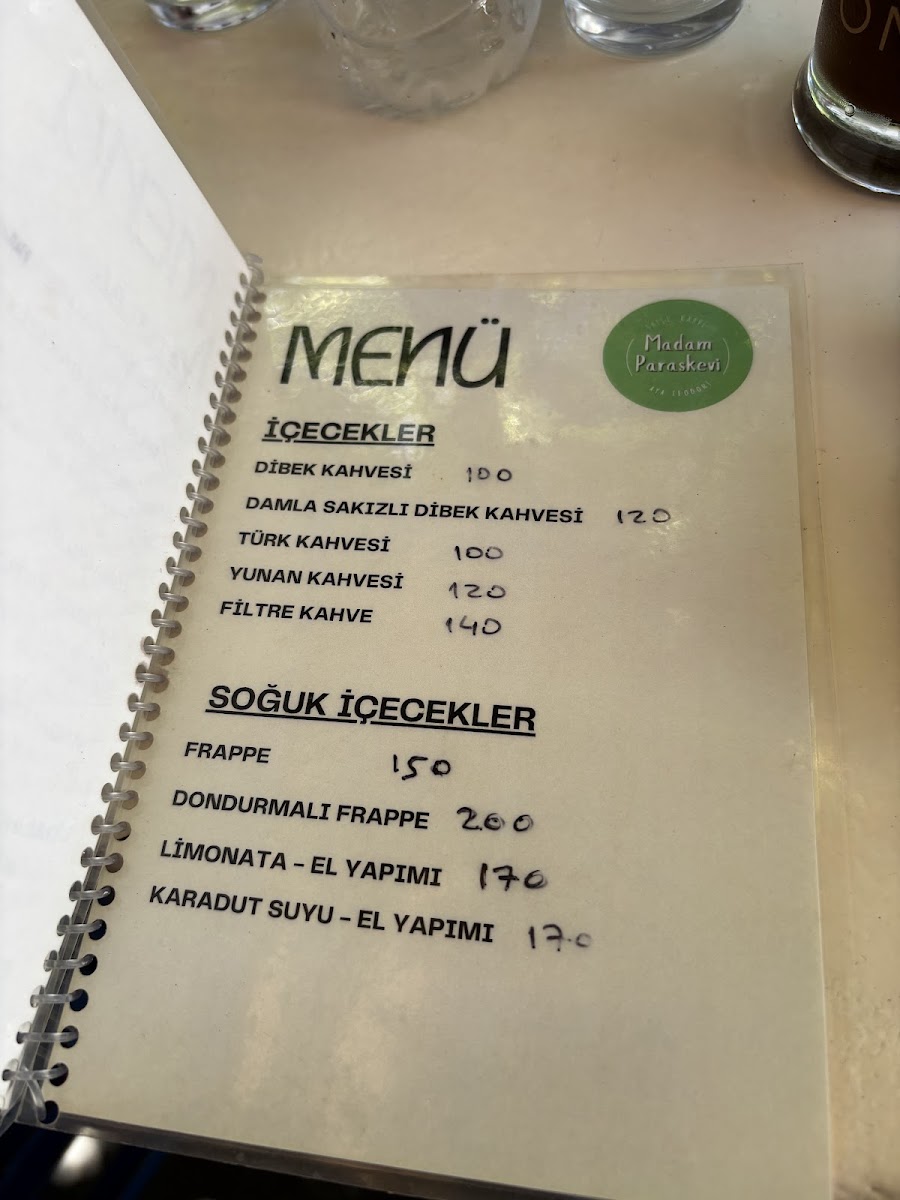 MENÜ
Madam
Paraskevi
İÇECEKLER
DİBEK KAHVESİ 100
DAMLA SAKIZLI DİBEK KAHVESİ 120
TÜRK KAHVESİ 100
YUNAN KAHVESİ 120
FİLTRE KAHVE 140
SOĞUK İÇECEKLER
FRAPPE 150
DONDURMALI FRAPPE 200
LİMONATA – EL YAPIMI 170
KARADUT SUYU – EL YAPIMI 170